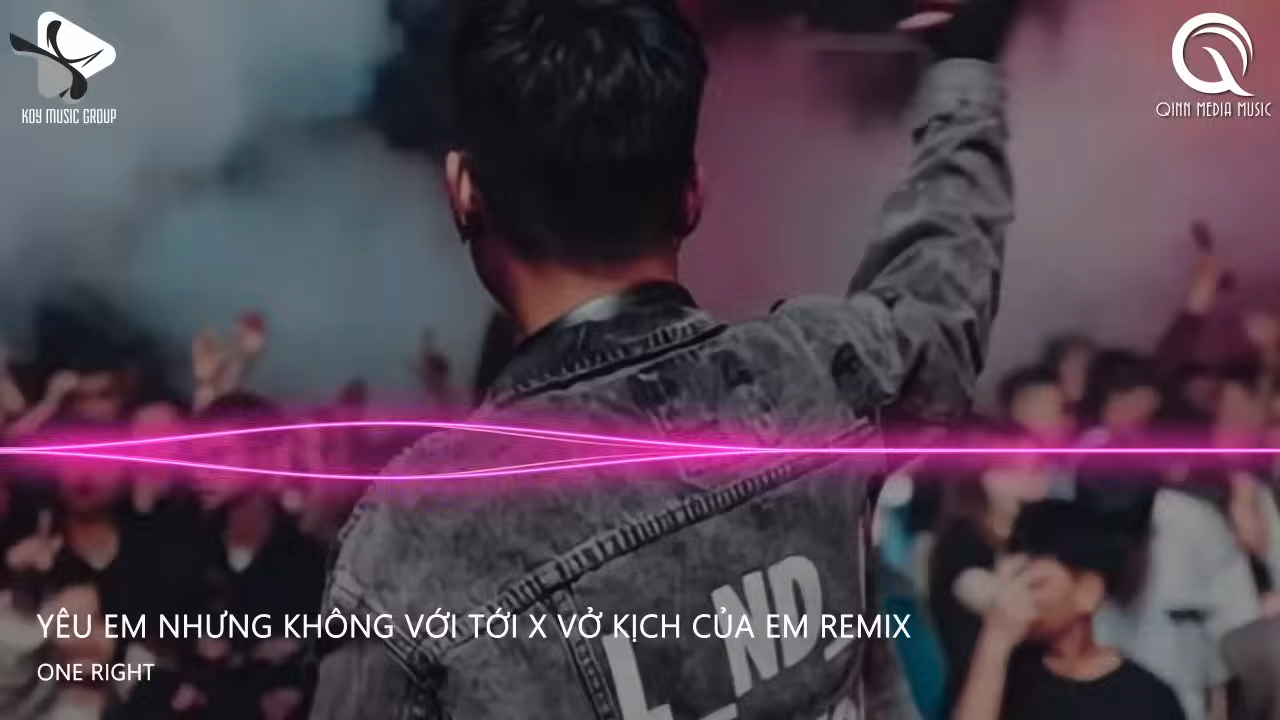 KOY MUSIC GROUP
QINN MEDIA MUSIC
YÊU EM NHƯNG KHÔNG VỚI TỚI X VỞ KỊCH CỦA EM REMIX
ONE RIGHT
L_ND_